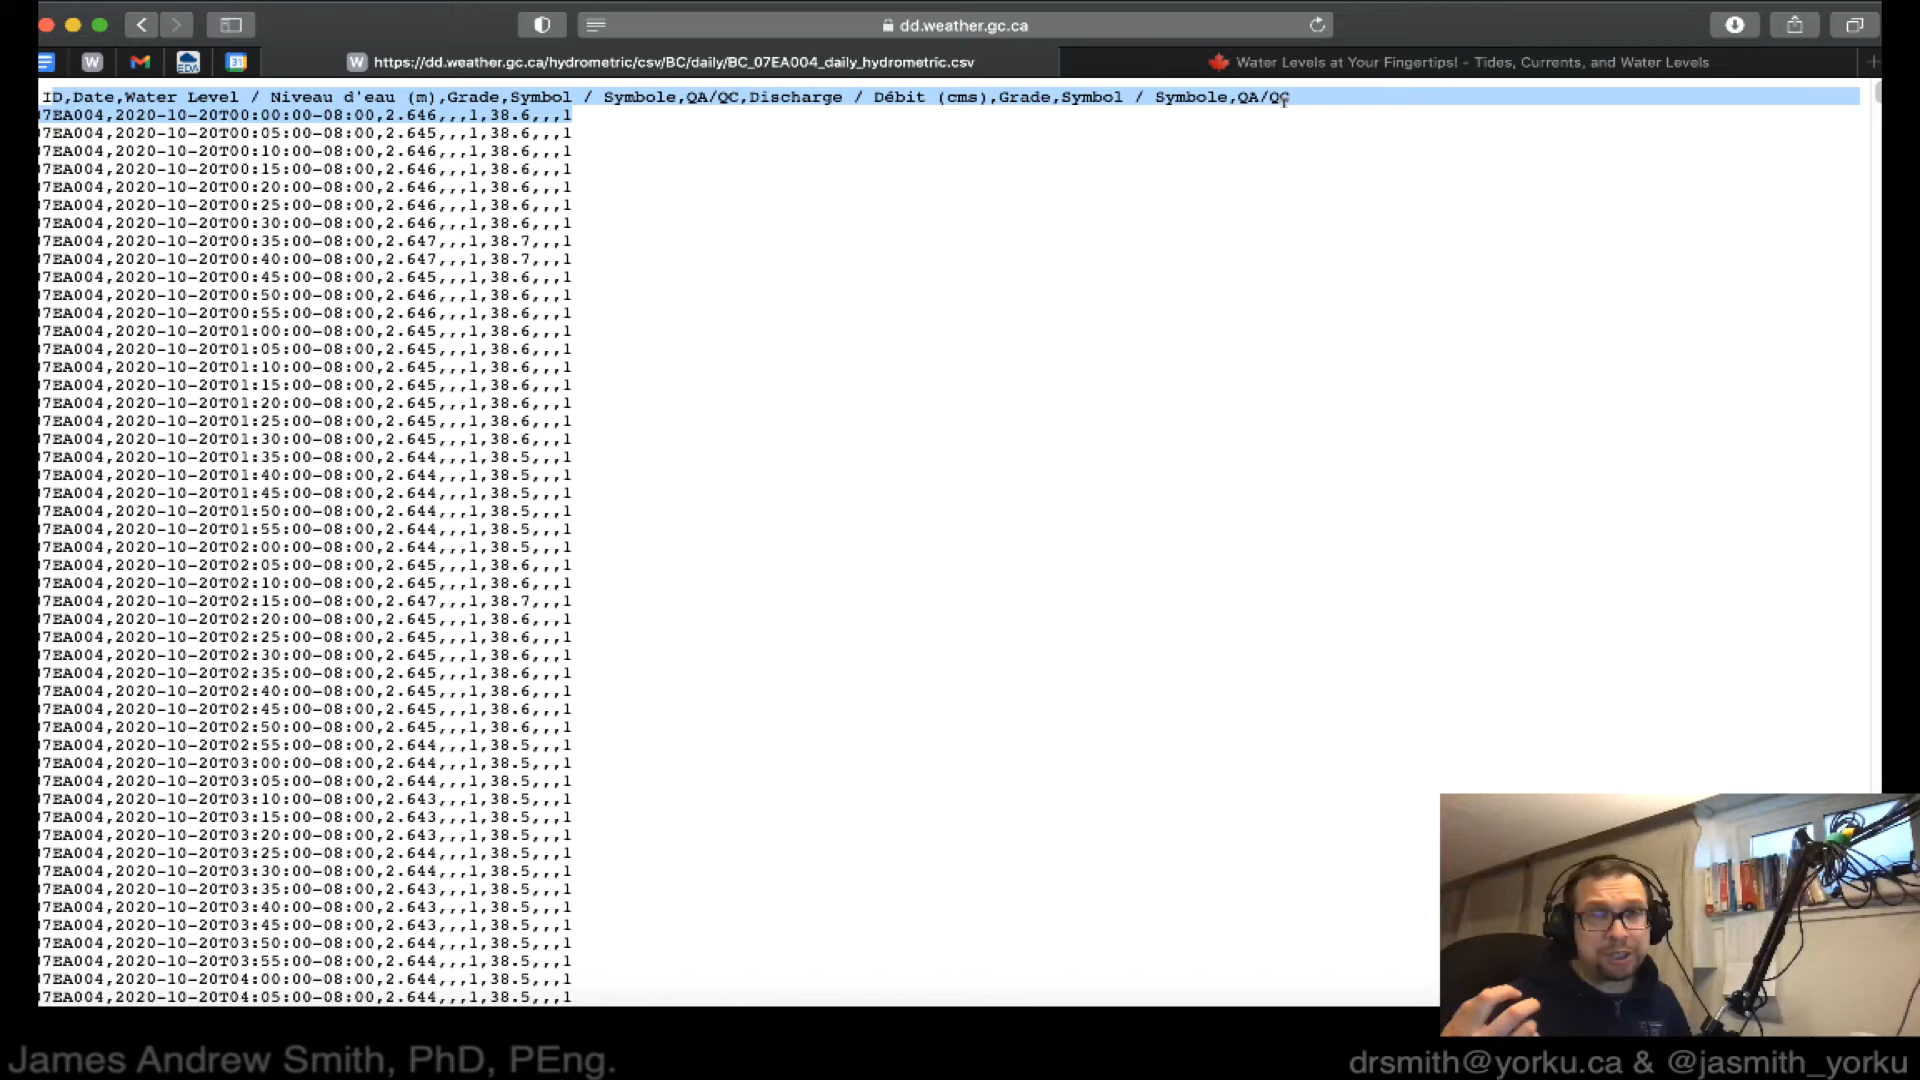 dd.weather.gc.ca
W
31
W https://dd.weather.gc.ca/hydrometric/csv/BC/daily/BC_07EA004_daily_hydrometric.csv
Water Levels at Your Fingertips! - Tides, Currents, and Water Levels
ID,Date,Water Level / Niveau d'eau (m),Grade,Symbol / Symbole,QA/QC,Discharge / Débit (cms),Grade,Symbol / Symbole,QA/QC
7EA004,2020-10-20T00:00:00-08:00,2.646,,,1,38.6,,,1
7EA004,2020-10-20T00:05:00-08:00,2.645,,,1,38.6,,,1
7EA004,2020-10-20T00:10:00-08:00,2.646,,,1,38.6,,,1
7EA004,2020-10-20T00:15:00-08:00,2.646,,,1,38.6,,,1
7EA004,2020-10-20T00:20:00-08:00,2.646,,,1,38.6,,,1
7EA004,2020-10-20T00:25:00-08:00,2.646,,,1,38.6,,,1
7EA004,2020-10-20T00:30:00-08:00,2.646,,,1,38.6,,,1
7EA004,2020-10-20T00:35:00-08:00,2.647,,,1,38.7,,,1
7EA004,2020-10-20T00:40:00-08:00,2.647,,,1,38.7,,,1
7EA004,2020-10-20T00:45:00-08:00,2.645,,,1,38.6,,,1
7EA004,2020-10-20T00:50:00-08:00,2.646,,,1,38.6,,,1
7EA004,2020-10-20T00:55:00-08:00,2.646,,,1,38.6,,,1
7EA004,2020-10-20T01:00:00-08:00,2.645,,,1,38.6,,,1
7EA004,2020-10-20T01:05:00-08:00,2.645,,,1,38.6,,,1
7EA004,2020-10-20T01:10:00-08:00,2.645,,,1,38.6,,,1
7EA004,2020-10-20T01:15:00-08:00,2.645,,,1,38.6,,,1
7EA004,2020-10-20T01:20:00-08:00,2.645,,,1,38.6,,,1
7EA004,2020-10-20T01:25:00-08:00,2.645,,,1,38.6,,,1
7EA004,2020-10-20T01:30:00-08:00,2.645,,,1,38.6,,,1
7EA004,2020-10-20T01:35:00-08:00,2.644,,,1,38.5,,,1
7EA004,2020-10-20T01:40:00-08:00,2.644,,,1,38.5,,,1
7EA004,2020-10-20T01:45:00-08:00,2.644,,,1,38.5,,,1
7EA004,2020-10-20T01:50:00-08:00,2.644,,,1,38.5,,,1
7EA004,2020-10-20T01:55:00-08:00,2.644,,,1,38.5,,,1
7EA004,2020-10-20T02:00:00-08:00,2.644,,,1,38.5,,,1
7EA004,2020-10-20T02:05:00-08:00,2.645,,,1,38.6,,,1
7EA004,2020-10-20T02:10:00-08:00,2.645,,,1,38.6,,,1
7EA004,2020-10-20T02:15:00-08:00,2.647,,,1,38.7,,,1
7EA004,2020-10-20T02:20:00-08:00,2.645,,,1,38.6,,,1
7EA004,2020-10-20T02:25:00-08:00,2.645,,,1,38.6,,,1
7EA004,2020-10-20T02:30:00-08:00,2.645,,,1,38.6,,,1
7EA004,2020-10-20T02:35:00-08:00,2.645,,,1,38.6,,,1
7EA004,2020-10-20T02:40:00-08:00,2.645,,,1,38.6,,,1
7EA004,2020-10-20T02:45:00-08:00,2.645,,,1,38.6,,,1
7EA004,2020-10-20T02:50:00-08:00,2.645,,,1,38.6,,,1
7EA004,2020-10-20T02:55:00-08:00,2.644,,,1,38.5,,,1
7EA004,2020-10-20T03:00:00-08:00,2.644,,,1,38.5,,,1
7EA004,2020-10-20T03:05:00-08:00,2.644,,,1,38.5,,,1
7EA004,2020-10-20T03:10:00-08:00,2.643,,,1,38.5,,,1
7EA004,2020-10-20T03:15:00-08:00,2.643,,,1,38.5,,,1
7EA004,2020-10-20T03:20:00-08:00,2.643,,,1,38.5,,,1
7EA004,2020-10-20T03:25:00-08:00,2.644,,,1,38.5,,,1
7EA004,2020-10-20T03:30:00-08:00,2.644,,,1,38.5,,,1
7EA004,2020-10-20T03:35:00-08:00,2.643,,,1,38.5,,,1
7EA004,2020-10-20T03:40:00-08:00,2.643,,,1,38.5,,,1
7EA004,2020-10-20T03:45:00-08:00,2.643,,,1,38.5,,,1
7EA004,2020-10-20T03:50:00-08:00,2.644,,,1,38.5,,,1
7EA004,2020-10-20T03:55:00-08:00,2.644,,,1,38.5,,,1
7EA004,2020-10-20T04:00:00-08:00,2.644,,,1,38.5,,,1
7EA004,2020-10-20T04:05:00-08:00,2.644,,,1,38.5,,,1
James Andrew Smith, PhD, PEng.
drsmith@yorku.ca & @jasmith_yorku